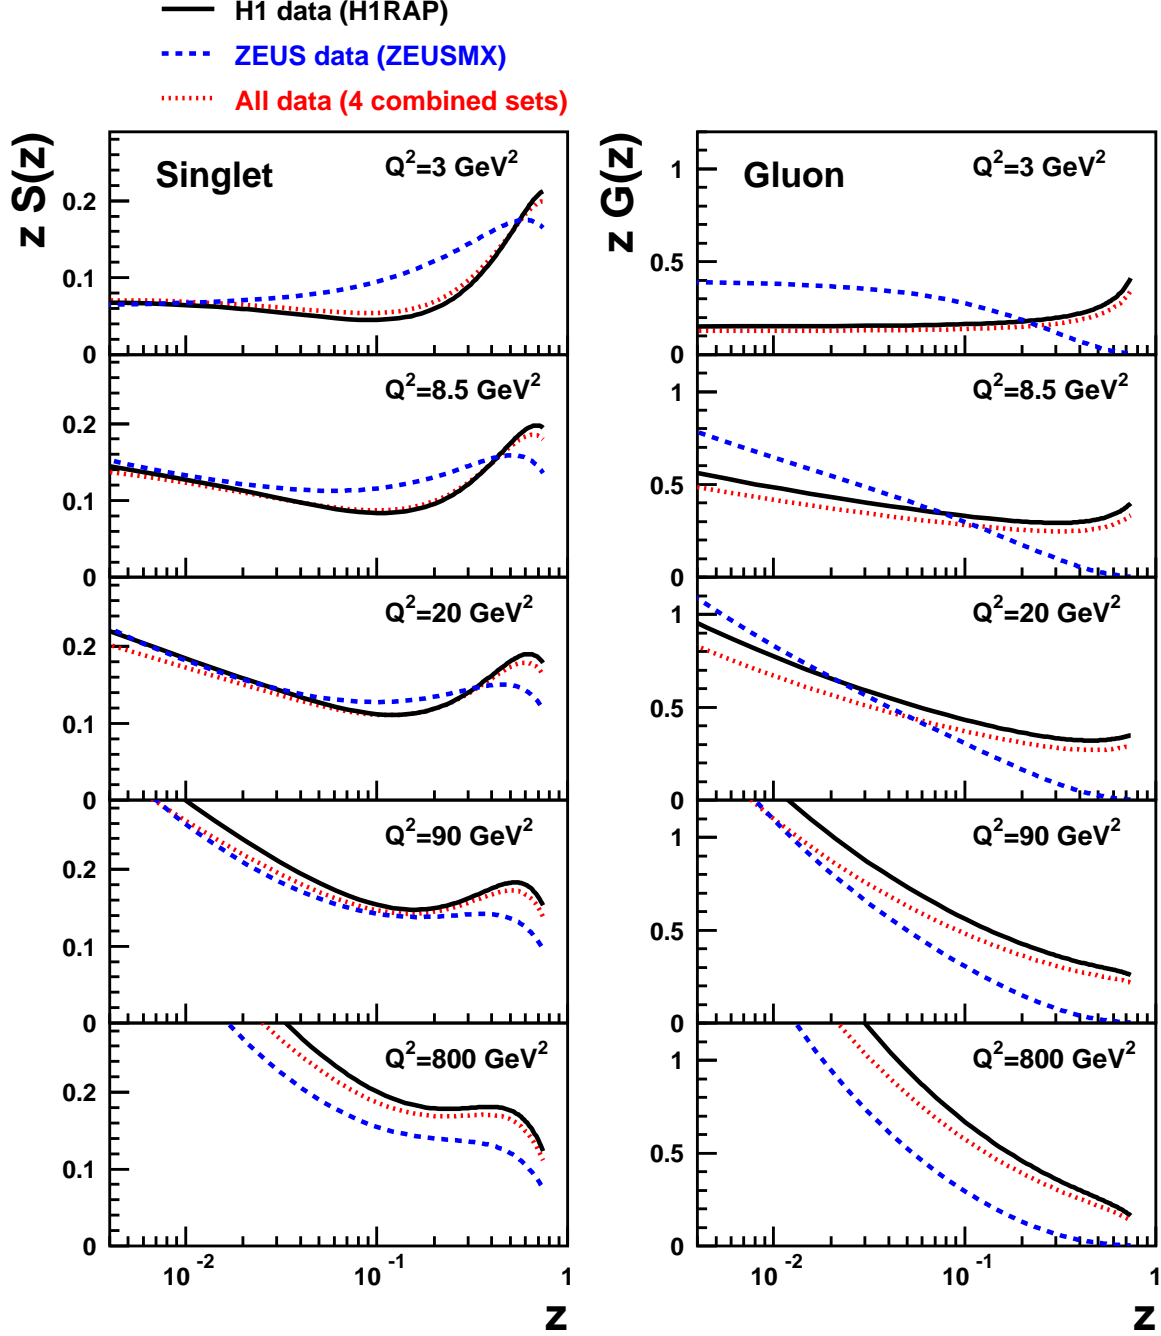 H1 data (H1RAP)
ZEUS data (ZEUSMX)
All data (4 combined sets)
z S(z)
Singlet
Q²=3 GeV²
0.2
0.1
0
Q²=8.5 GeV²
0.2
0.1
0
Q²=20 GeV²
0.2
0.1
0
Q²=90 GeV²
0.2
0.1
0
Q²=800 GeV²
0.2
0.1
0
10⁻²
10⁻¹
1
z
z G(z)
Gluon
Q²=3 GeV²
1
0.5
0
Q²=8.5 GeV²
1
0.5
0
Q²=20 GeV²
1
0.5
0
Q²=90 GeV²
1
0.5
0
Q²=800 GeV²
1
0.5
0
10⁻²
10⁻¹
1
z